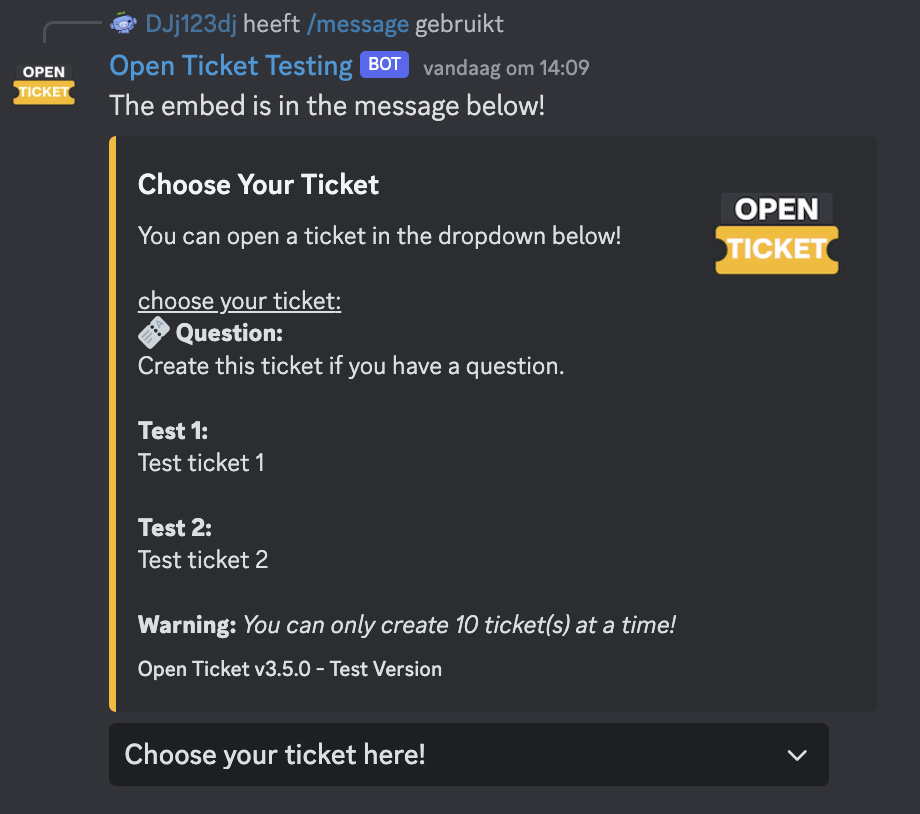 DJj123dj heeft /message gebruikt
OPEN
TICKET
Open Ticket Testing BOT vandaag om 14:09
The embed is in the message below!
Choose Your Ticket
OPEN
TICKET
You can open a ticket in the dropdown below!
choose your ticket:
Question:
Create this ticket if you have a question.
Test 1:
Test ticket 1
Test 2:
Test ticket 2
Warning: You can only create 10 ticket(s) at a time!
Open Ticket v3.5.0 - Test Version
Choose your ticket here!